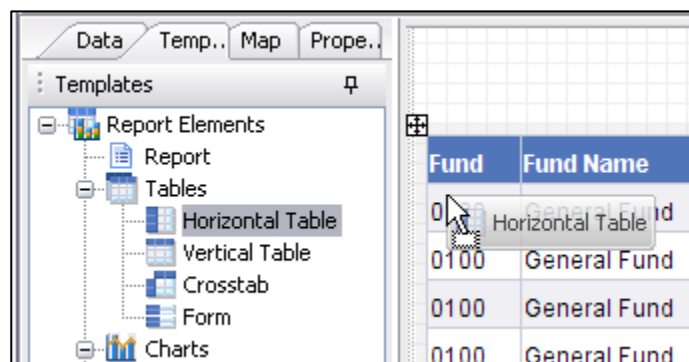 Data Temp.. Map Prope..
Templates
Report Elements
Report
Tables
Horizontal Table
Vertical Table
Crosstab
Form
Charts
Fund Fund Name
Horizontal Table
0100 General Fund
0100 General Fund
0100 General Fund